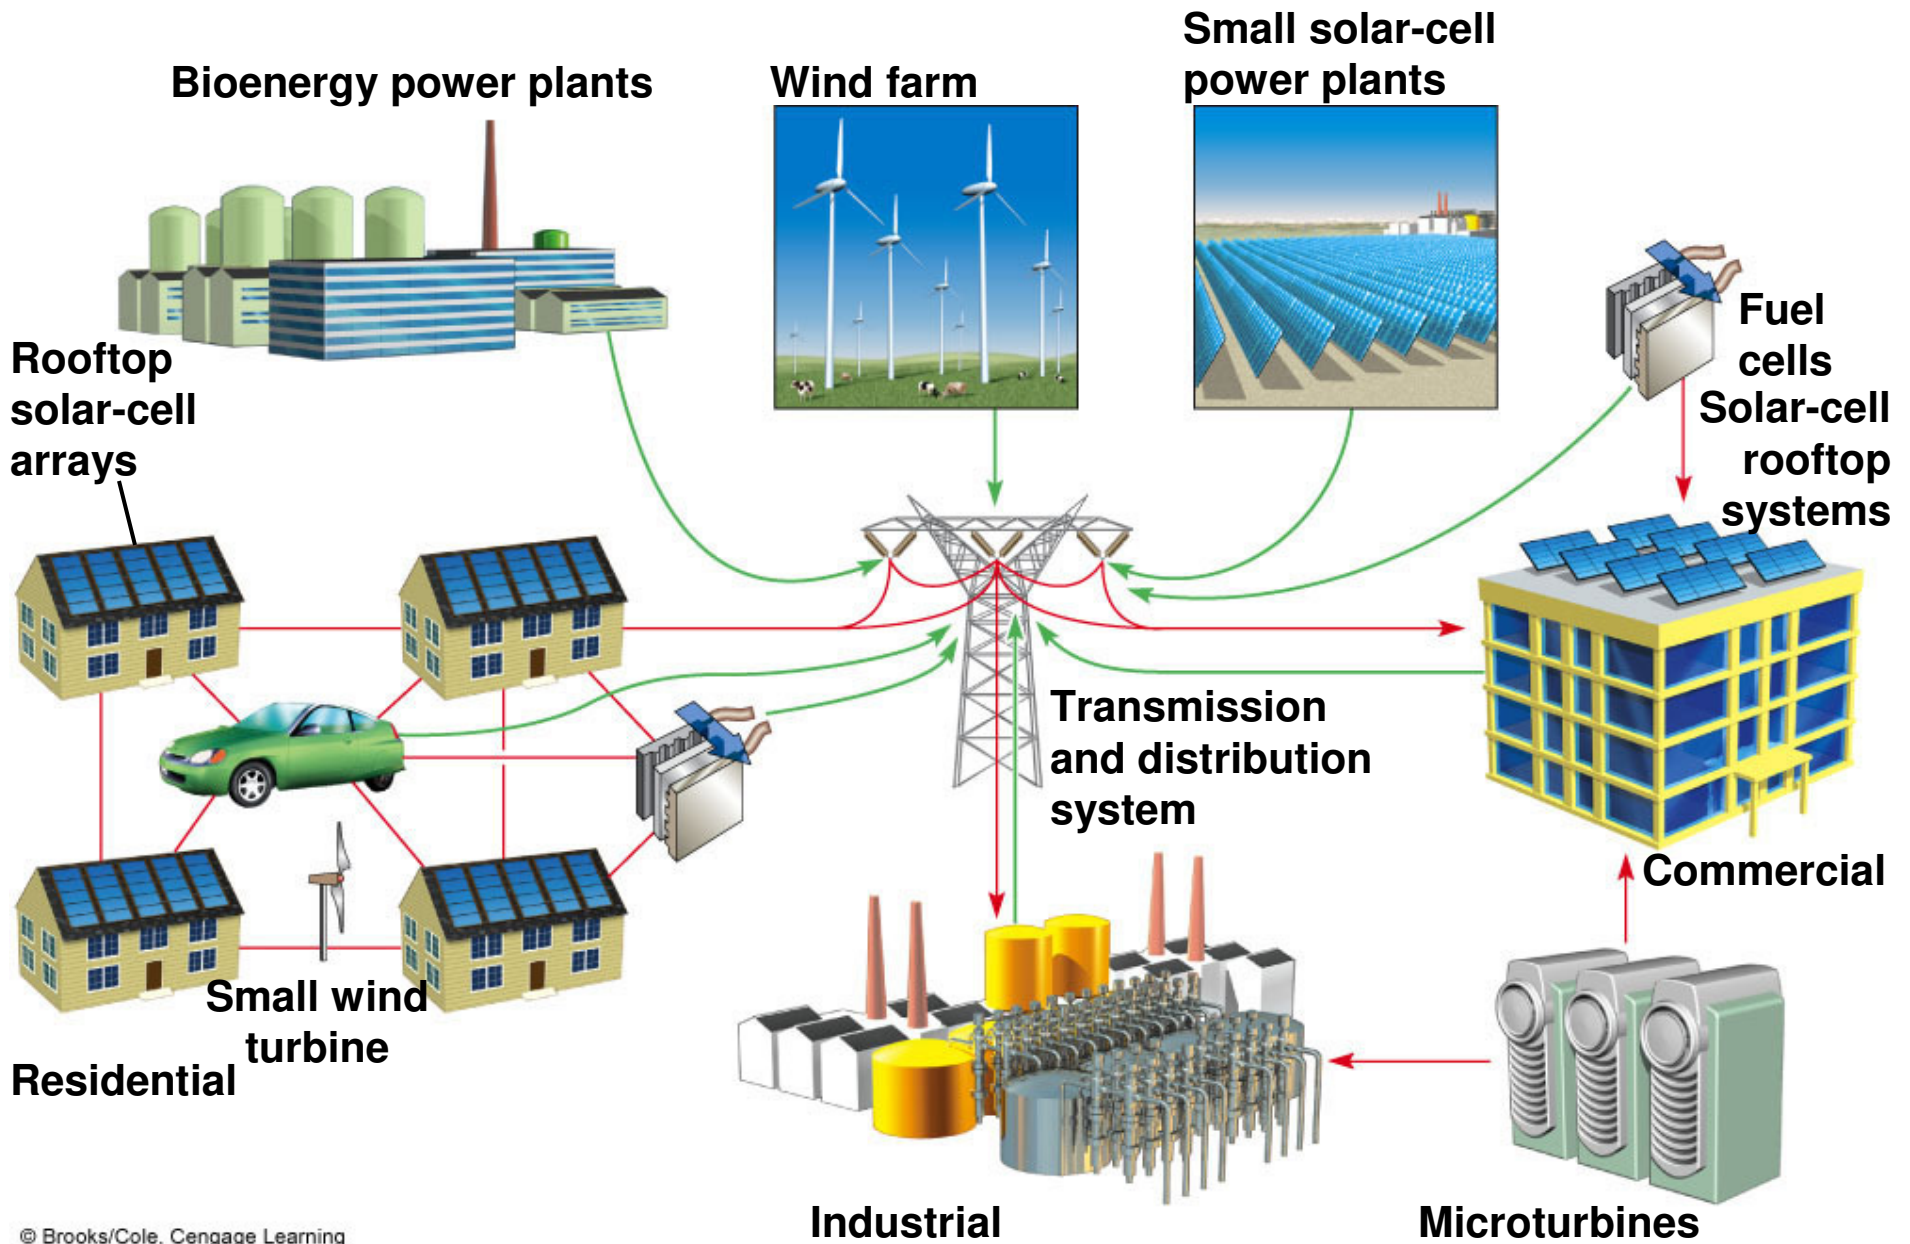 Small solar-cell
power plants
Bioenergy power plants
Wind farm
Fuel
cells
Rooftop
solar-cell
arrays
Solar-cell
rooftop
systems
Transmission
and distribution
system
Commercial
Small wind
turbine
Residential
Industrial
Microturbines
© Brooks/Cole, Cengage Learning